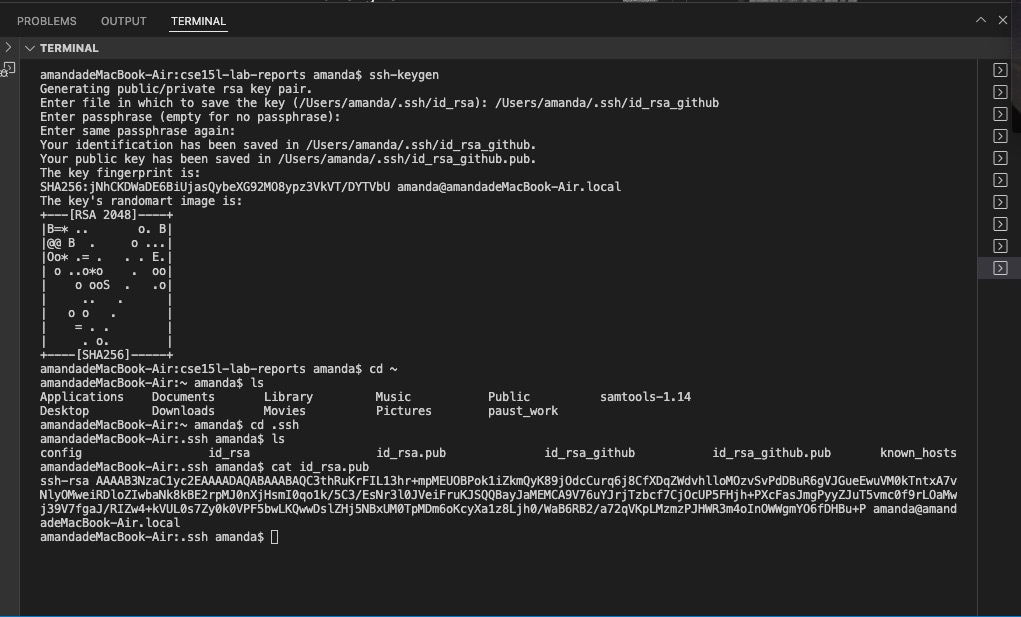 PROBLEMS OUTPUT TERMINAL
TERMINAL
amandadeMacBook-Air:cse15l-lab-reports amanda$ ssh-keygen
Generating public/private rsa key pair.
Enter file in which to save the key (/Users/amanda/.ssh/id_rsa): /Users/amanda/.ssh/id_rsa_github
Enter passphrase (empty for no passphrase):
Enter same passphrase again:
Your identification has been saved in /Users/amanda/.ssh/id_rsa_github.
Your public key has been saved in /Users/amanda/.ssh/id_rsa_github.pub.
The key fingerprint is:
SHA256:jNhCKDWaDE6BiUjasQybeXG92MO8ypz3VkVT/DYTVbU amanda@amandadeMacBook-Air.local
The key's randomart image is:
+---[RSA 2048]----+
|B=* ..       o. B|
|@@ B  .     o ...|
|Oo* .= .   . . E.|
| o ..o*o    .  oo|
|    o ooS  .   .o|
|     ..   .      |
|   o o   .       |
|    = . .        |
|     . o.        |
+----[SHA256]-----+
amandadeMacBook-Air:cse15l-lab-reports amanda$ cd ~
amandadeMacBook-Air:~ amanda$ ls
Applications Documents Library Music Public samtools-1.14
Desktop Downloads Movies Pictures paust_work
amandadeMacBook-Air:~ amanda$ cd .ssh
amandadeMacBook-Air:.ssh amanda$ ls
config id_rsa id_rsa.pub id_rsa_github id_rsa_github.pub known_hosts
amandadeMacBook-Air:.ssh amanda$ cat id_rsa.pub
ssh-rsa AAAAB3NzaC1yc2EAAAADAQABAAABAQC3thRuKrFIL13hr+mpMEUOBPok1iZkmQyK89jOdcCurq6j8CfXDqZWdvhlloMOzvSvPdDBuR6gVJGueEwuVM0kTntxA7v
NlyOMweiRDloZIwbaNk8kBE2rpMJ0nXjHsmI0qo1k/5C3/EsNr3l0JVeiFruKJSQQBayJaMEMCA9V76uYJrjTzbcf7CjOcUP5FHjh+PXcFasJmgPyyZJuT5vmc0f9rLOaMw
j39V7fgaJ/RIZw4+kVUL0s7Zy0k0VPF5bwLKQwwDslZHj5NBxUM0TpMDm6oKcyXa1z8Ljh0/WaB6RB2/a72qVKpLMzmzPJHWR3m4oInOWWgmYO6fDHBu+P amanda@amand
adeMacBook-Air.local
amandadeMacBook-Air:.ssh amanda$